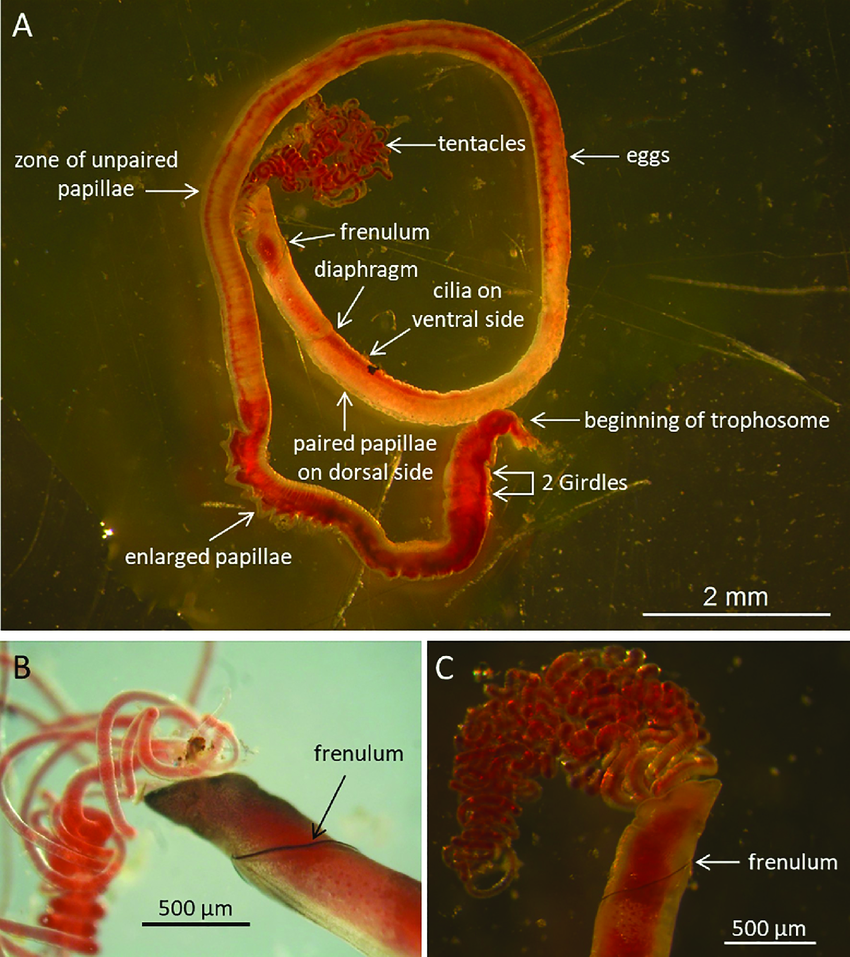 A
tentacles
eggs
zone of unpaired
papillae
frenulum
diaphragm
cilia on
ventral side
beginning of trophosome
paired papillae
on dorsal side
2 Girdles
enlarged papillae
2 mm
B
frenulum
500 µm
C
frenulum
500 µm